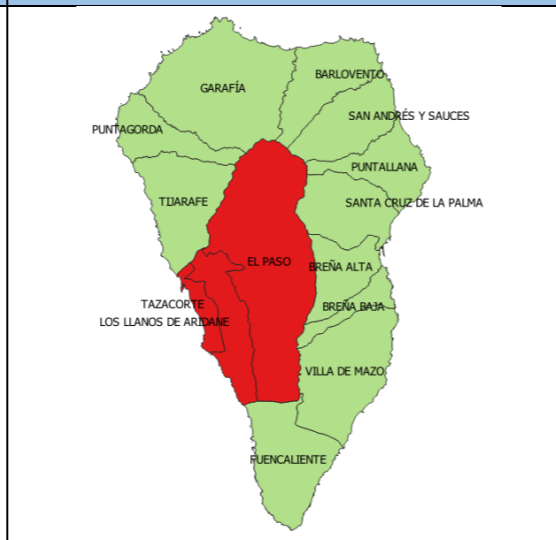 BARLOVENTO
GARAFÍA
SAN ANDRÉS Y SAUCES
PUNTAGORDA
PUNTALLANA
TIJARAFE
SANTA CRUZ DE LA PALMA
EL PASO
BREÑA ALTA
TAZACORTE
BREÑA BAJA
LOS LLANOS DE ARIDANE
VILLA DE MAZO
FUENCALIENTE